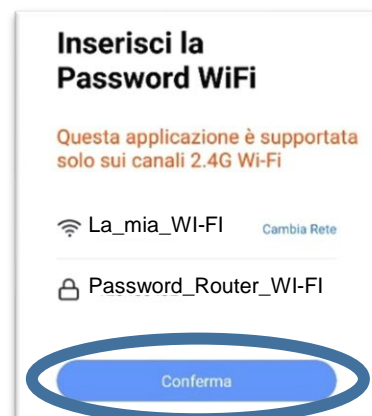 Inserisci la
Password WiFi
Questa applicazione è supportata
solo sui canali 2.4G Wi-Fi
La_mia_WI-FI Cambia Rete
Password_Router_WI-FI
Conferma